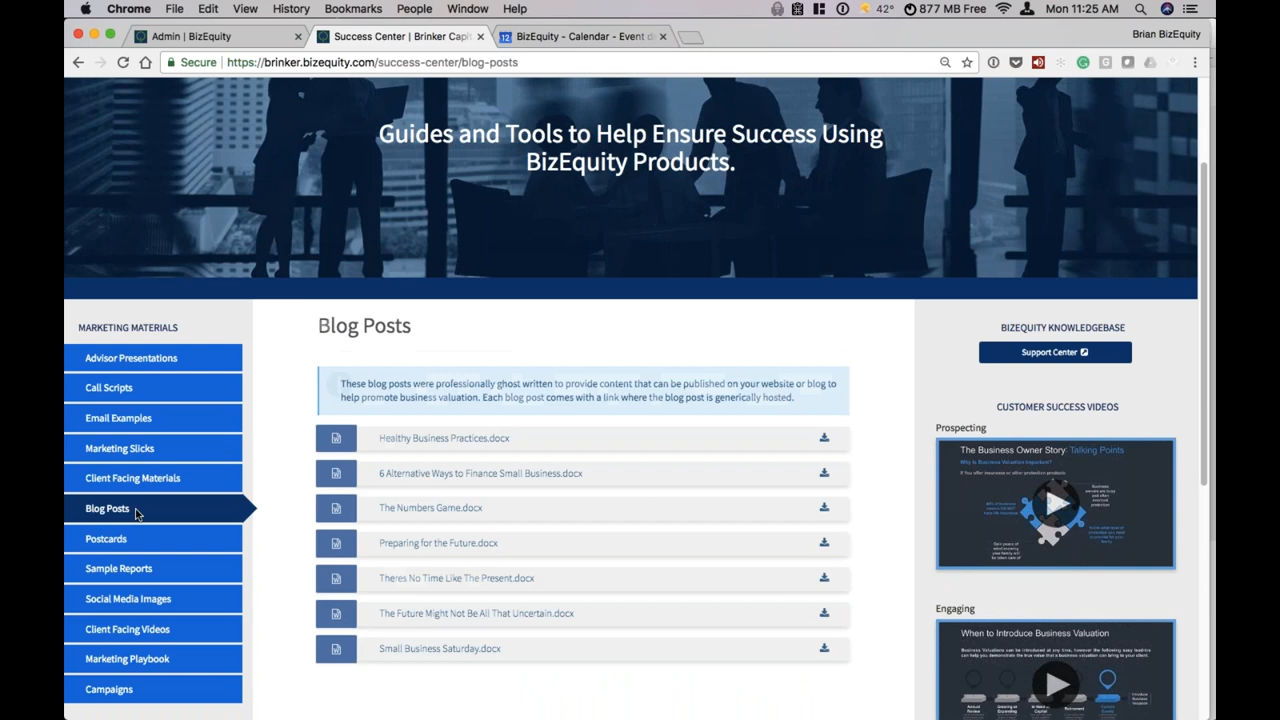 Chrome File Edit View History Bookmarks People Window Help 42° 877 MB Free Mon 11:25 AM
Admin | BizEquity
Success Center | Brinker Capit
12 BizEquity - Calendar - Event d
Brian BizEquity
Secure https://brinker.bizequity.com/success-center/blog-posts
Guides and Tools to Help Ensure Success Using
BizEquity Products.
MARKETING MATERIALS
Advisor Presentations
Call Scripts
Email Examples
Marketing Slicks
Client Facing Materials
Blog Posts
Postcards
Sample Reports
Social Media Images
Client Facing Videos
Marketing Playbook
Campaigns
Blog Posts
These blog posts were professionally ghost written to provide content that can be published on your website or blog to
help promote business valuation. Each blog post comes with a link where the blog post is generically hosted.
Healthy Business Practices.docx
6 Alternative Ways to Finance Small Business.docx
The Numbers Game.docx
Preparing for the Future.docx
Theres No Time Like The Present.docx
The Future Might Not Be All That Uncertain.docx
Small Business Saturday.docx
BIZEQUITY KNOWLEDGEBASE
Support Center
CUSTOMER SUCCESS VIDEOS
Prospecting
The Business Owner Story: Talking Points
Why is Business Valuation Important?
Engaging
When to Introduce Business Valuation